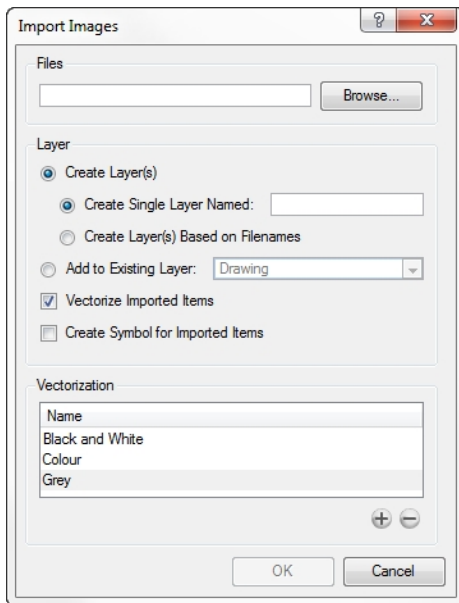 Import Images
Files
Browse...
Layer
Create Layer(s)
Create Single Layer Named:
Create Layer(s) Based on Filenames
Add to Existing Layer: Drawing
Vectorize Imported Items
Create Symbol for Imported Items
Vectorization
Name
Black and White
Colour
Grey
OK Cancel